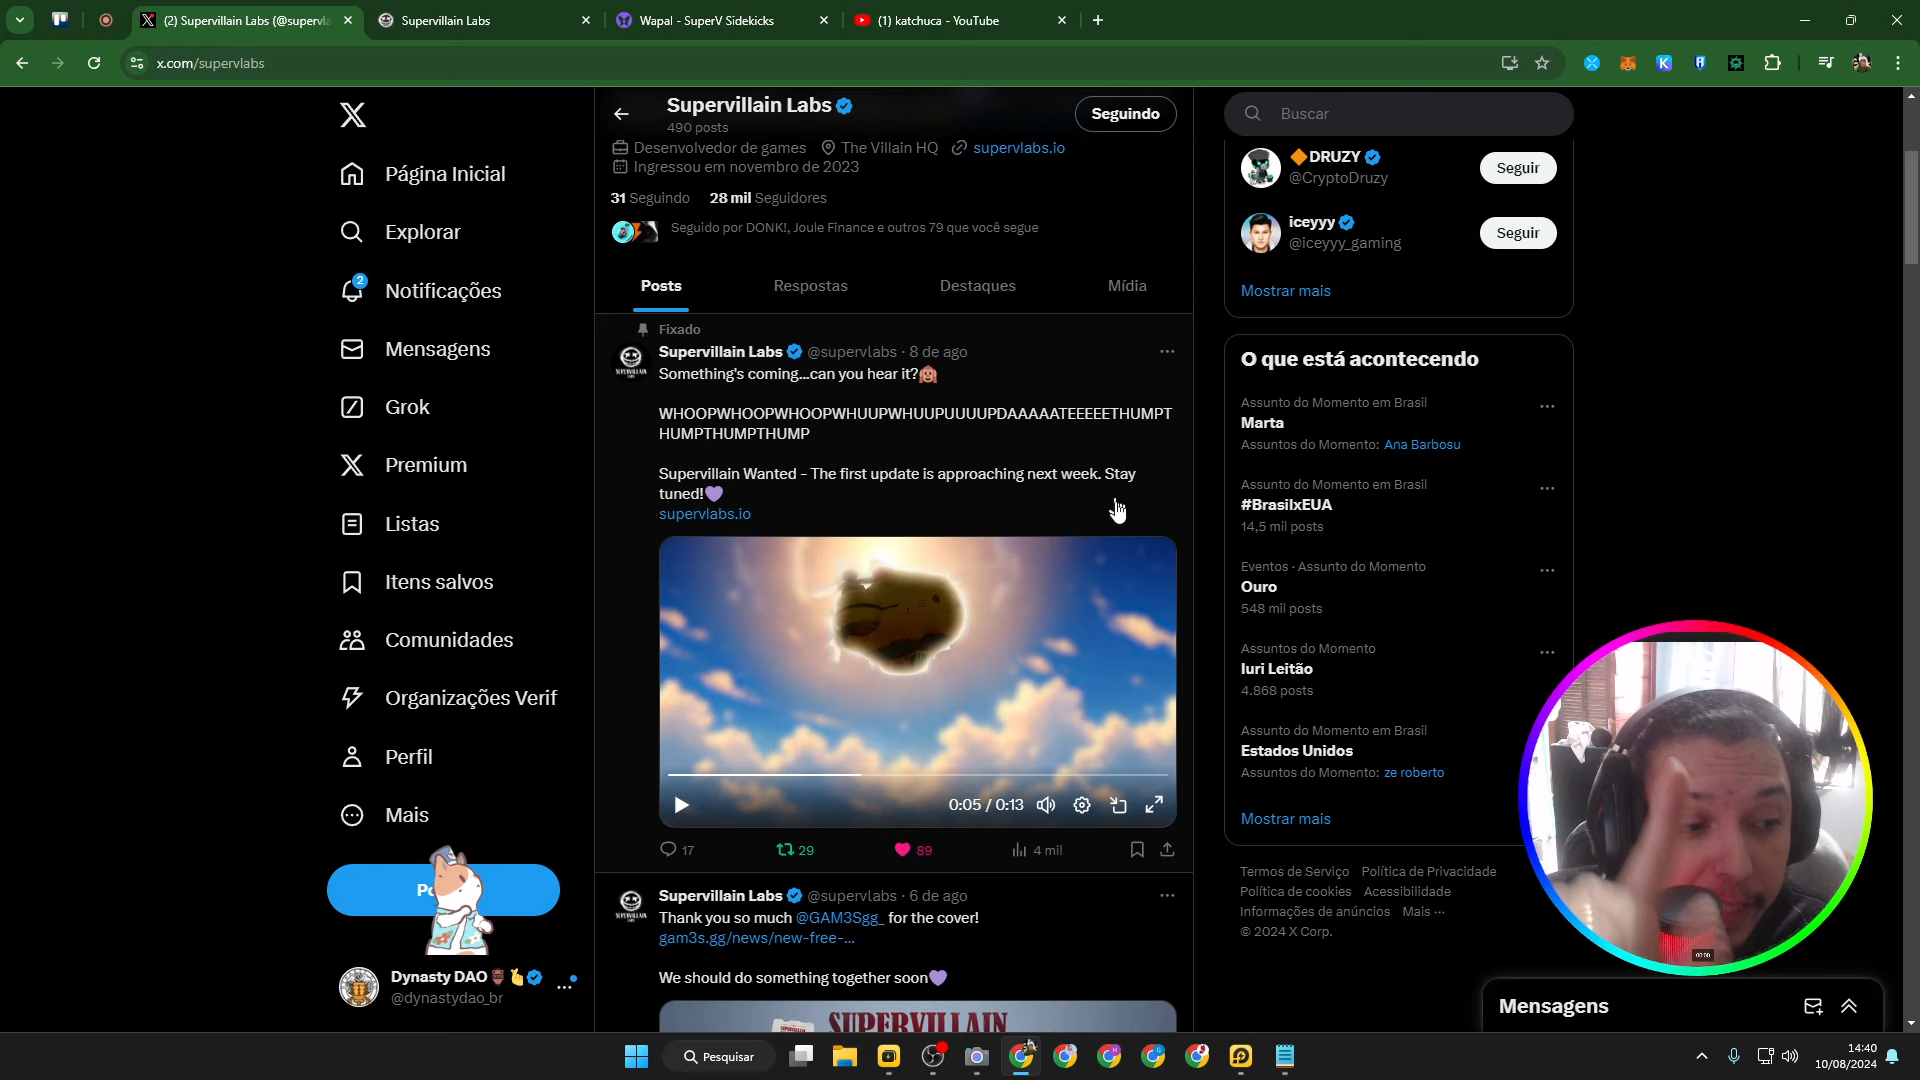 (2) Supervillain Labs (@supervla
Supervillain Labs
Wapal - SuperV Sidekicks
(1) katchuca - YouTube
x.com/supervlabs
Supervillain Labs
490 posts
Seguindo
Desenvolvedor de games
The Villain HQ
supervlabs.io
Ingressou em novembro de 2023
31 Seguindo
28 mil Seguidores
Seguido por DONK!, Joule Finance e outros 79 que você segue
Posts
Respostas
Destaques
Mídia
Fixado
Supervillain Labs @supervlabs · 8 de ago
Something's coming...can you hear it?
WHOOPWHOOPWHOOPWHUUPWHUUPUUUUPDAAAAATEEEEETHUMPT
HUMPTHUMPTHUMP
Supervillain Wanted - The first update is approaching next week. Stay
tuned!
supervlabs.io
0:05 / 0:13
17
29
89
4 mil
Supervillain Labs @supervlabs · 6 de ago
Thank you so much @GAM3Sgg_ for the cover!
gam3s.gg/news/new-free-...
We should do something together soon
SUPERVILLAIN
Página Inicial
Explorar
2
Notificações
Mensagens
Grok
Premium
Listas
Itens salvos
Comunidades
Organizações Verif
Perfil
Mais
Dynasty DAO
@dynastydao_br
Buscar
DRUZY
@CryptoDruzy
Seguir
iceyyy
@iceyyy_gaming
Seguir
Mostrar mais
O que está acontecendo
Assunto do Momento em Brasil
Marta
Assuntos do Momento: Ana Barbosu
Assunto do Momento em Brasil
#BrasilxEUA
14,5 mil posts
Eventos · Assunto do Momento
Ouro
548 mil posts
Assuntos do Momento
Iuri Leitão
4.868 posts
Assunto do Momento em Brasil
Estados Unidos
Assuntos do Momento: ze roberto
Mostrar mais
Termos de Serviço Política de Privacidade
Política de cookies Acessibilidade
Informações de anúncios Mais ···
© 2024 X Corp.
00:00
Mensagens
Pesquisar
14:40
10/08/2024